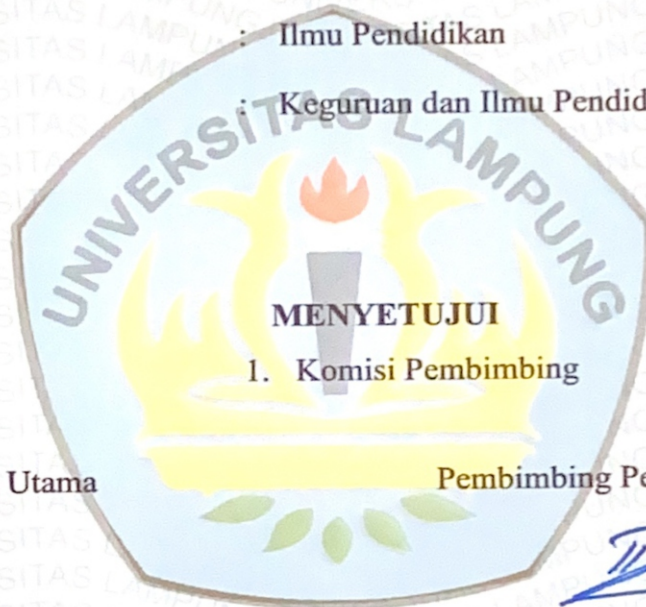 : Ilmu Pendidikan
: Keguruan dan Ilmu Pendid
UNIVERSITAS LAMPUNG
MENYETUJUI
1. Komisi Pembimbing
Utama Pembimbing Pe